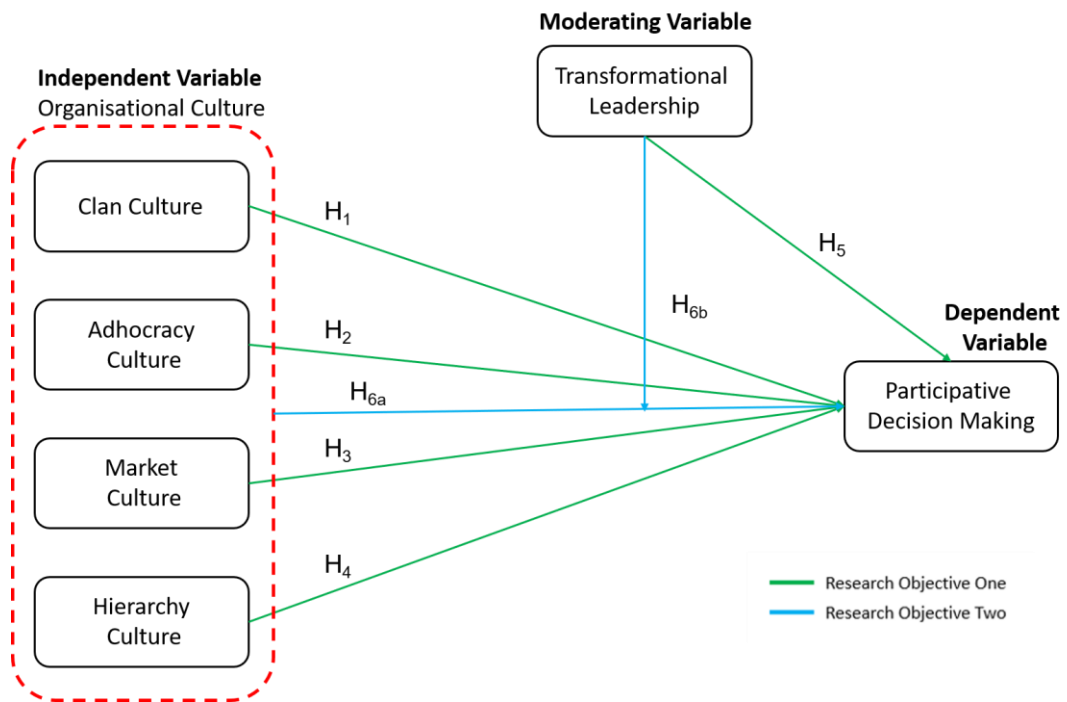 Moderating Variable
Transformational
Leadership
Independent Variable
Organisational Culture
Clan Culture
Adhocracy
Culture
Market
Culture
Hierarchy
Culture
H₁
H₂
H₆ₐ
H₃
H₄
H₅
H6b
Dependent
Variable
Participative
Decision Making
Research Objective One
Research Objective Two